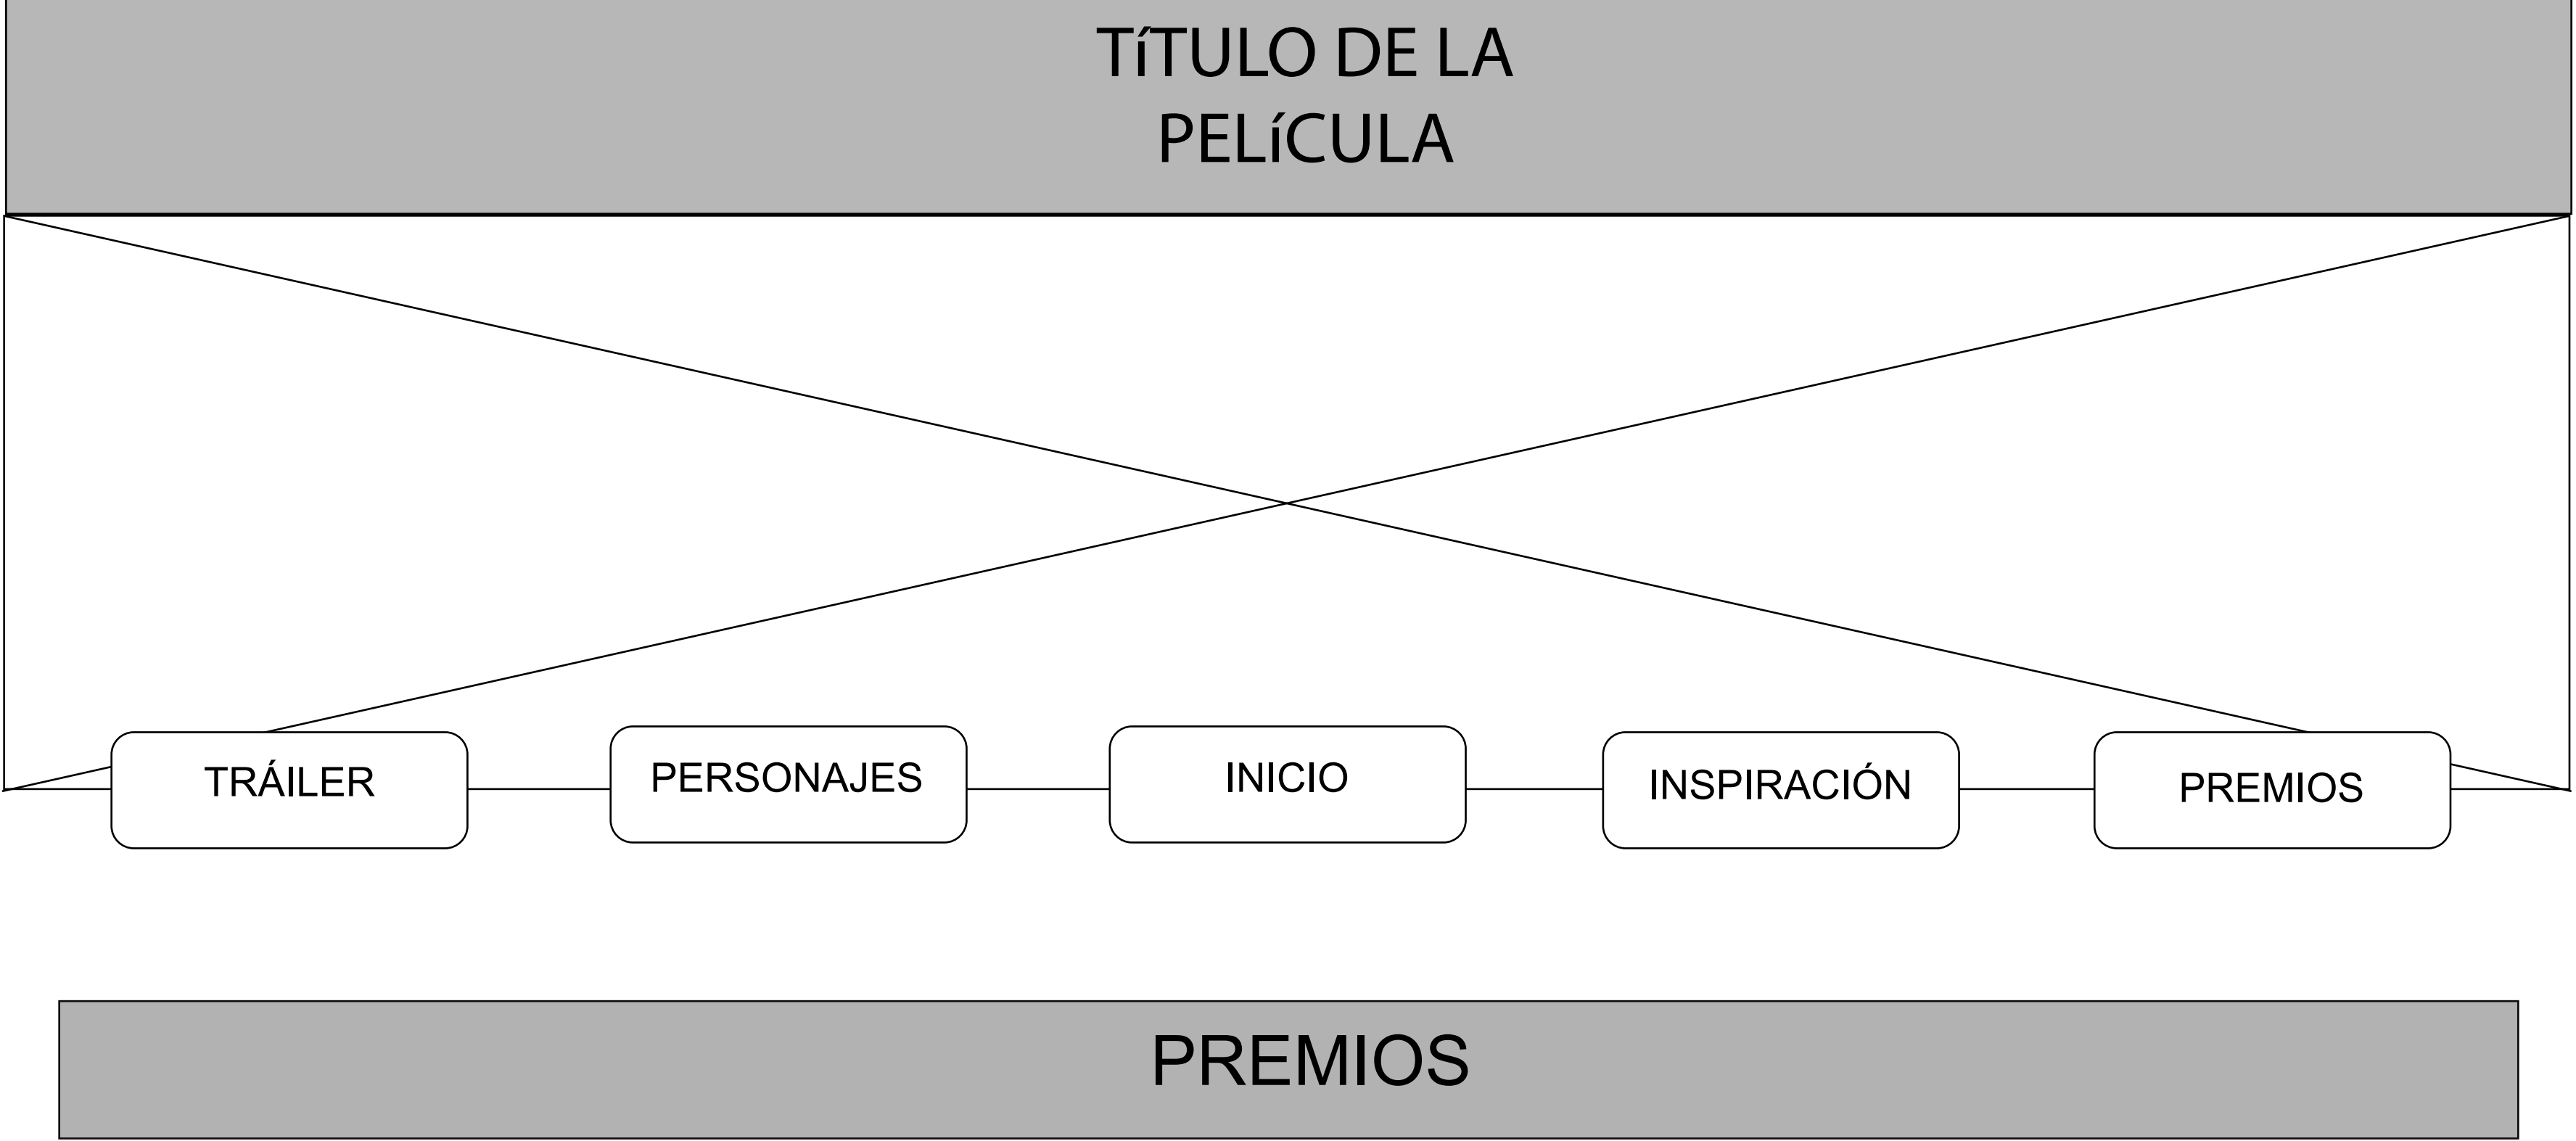 TíTULO DE LA
PELíCULA
TRÁILER
PERSONAJES
INICIO
INSPIRACIÓN
PREMIOS
PREMIOS